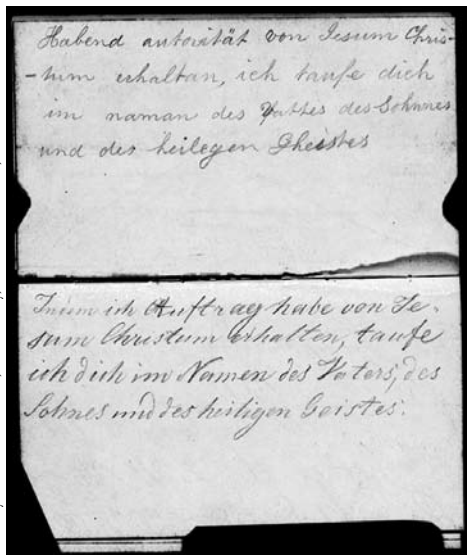 Habend autorität von Jesum Chris-
-tum erhaltan, ich taufe dich
im naman des Vattes des Sohnnes
und des heilegen Gheistes
Indem ich Auftrag habe von Je-
sum Christum erhalten, taufe
ich dich im Namen des Vaters, des
Sohnes und des heiligen Geistes.